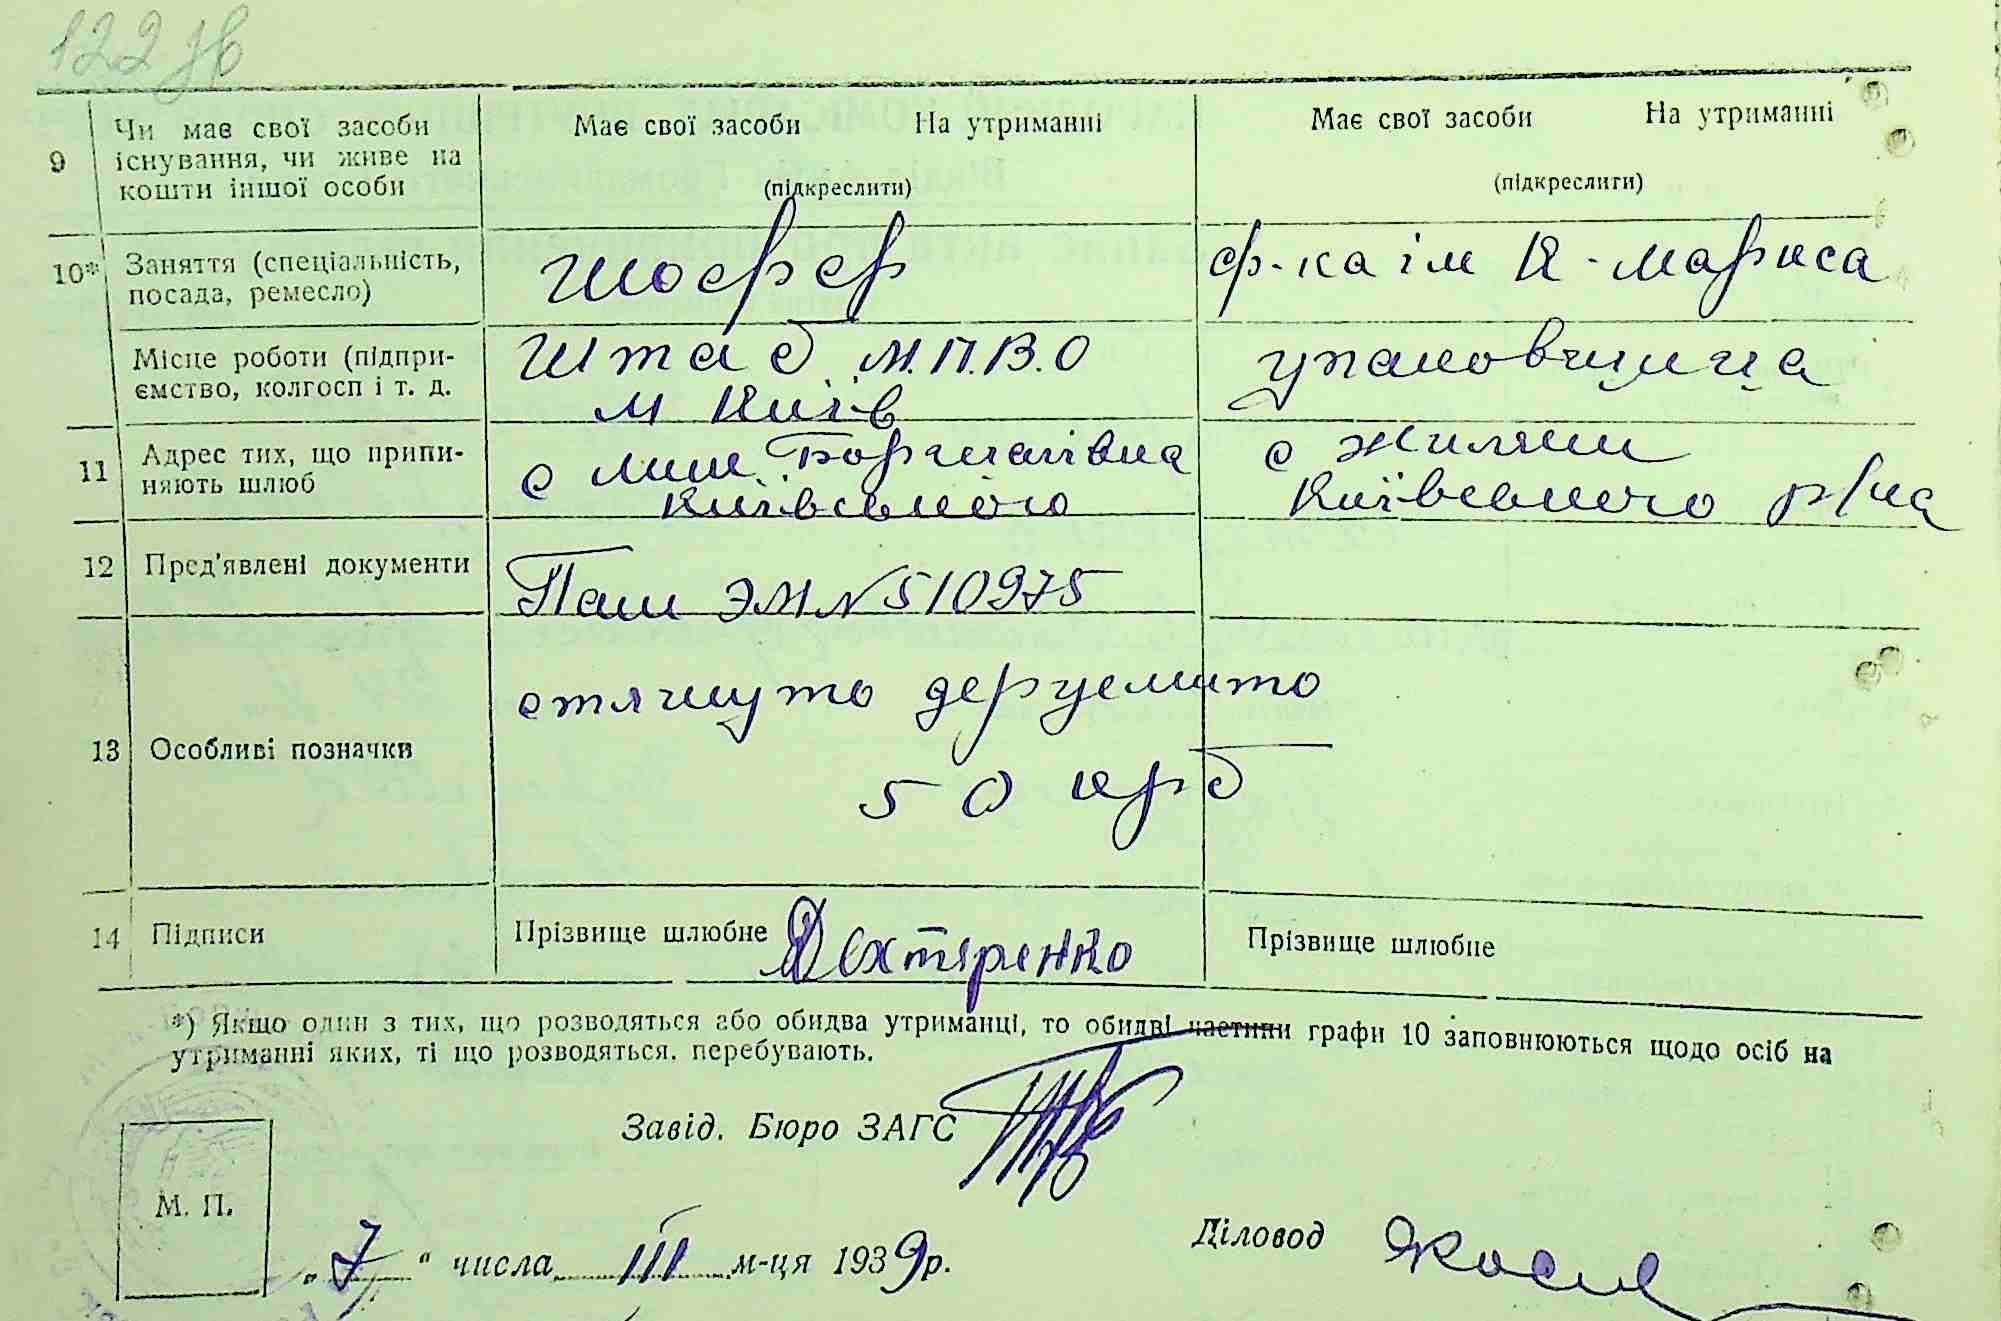 122 зв
9 Чи має свої засоби існування, чи живе на кошти іншої особи
Має свої засоби На утриманні
(підкреслити)
Має свої засоби На утриманні
(підкреслити)
10* Заняття (спеціальність, посада, ремесло)
шофер
ф-ка ім К-маркса
Місце роботи (підприємство, колгосп і т. д.
Штаб М.П.В.О
м Київ
упаковщица
11 Адрес тих, що припиняють шлюб
с Мик Борщагівка
Київського
с Жиляни
Київського р/на
12 Пред'явлені документи
Паш ЭМ № 510975
13 Особливі позначки
стягнуто держмито
50 крб
14 Підписи
Прізвище шлюбне Дехтяренко
Прізвище шлюбне
*) Якщо один з тих, що розводяться або обидва утриманці, то обидві частини графи 10 заповнюються щодо осіб на
утриманні яких, ті що розводяться. перебувають.
Завід. Бюро ЗАГС
М. П.
„7“ числа III м-ця 1939р.
Діловод